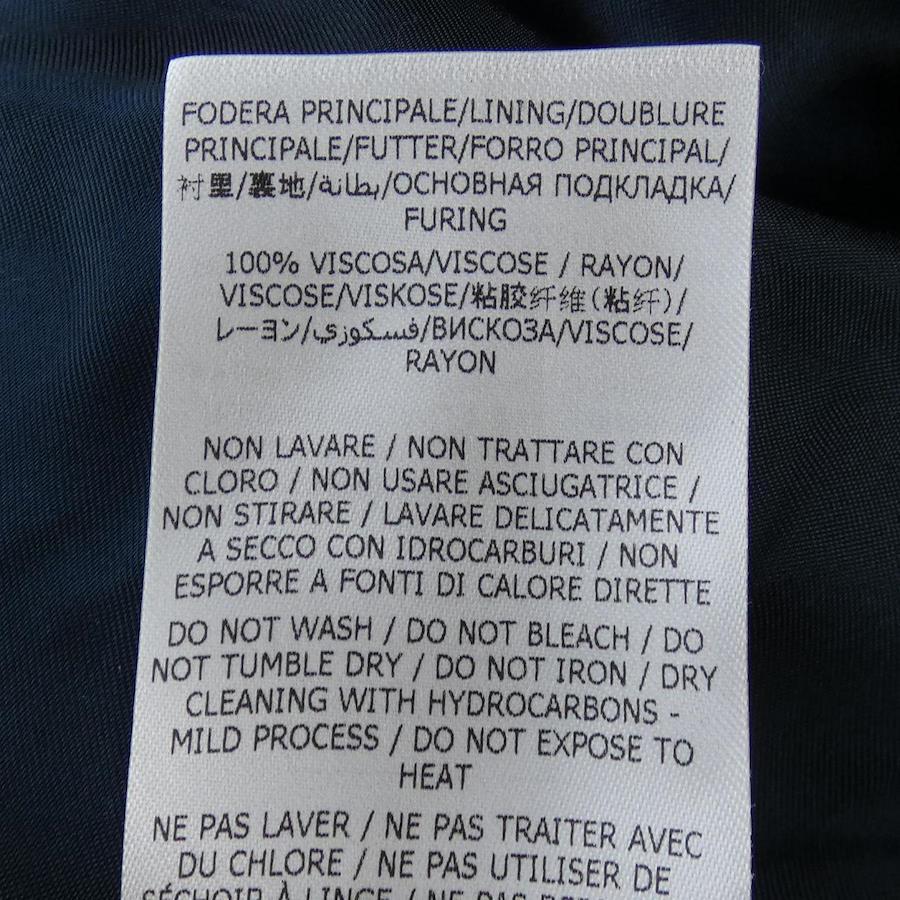 FODERA PRINCIPALE/LINING/DOUBLURE
PRINCIPALE/FUTTER/FORRO PRINCIPAL/
衬里/裏地/بطانة/ОСНОВНАЯ ПОДКЛАДКА/
FURING
100% VISCOSA/VISCOSE / RAYON/
VISCOSE/VISKOSE/粘胶纤维(粘纤)/
レーヨン/فسكوزي/ВИСКОЗА/VISCOSE/
RAYON
NON LAVARE / NON TRATTARE CON
CLORO / NON USARE ASCIUGATRICE /
NON STIRARE / LAVARE DELICATAMENTE
A SECCO CON IDROCARBURI / NON
ESPORRE A FONTI DI CALORE DIRETTE
DO NOT WASH / DO NOT BLEACH / DO
NOT TUMBLE DRY / DO NOT IRON / DRY
CLEANING WITH HYDROCARBONS -
MILD PROCESS / DO NOT EXPOSE TO
HEAT
NE PAS LAVER / NE PAS TRAITER AVEC
DU CHLORE / NE PAS UTILISER DE
SÉCHOIR À LINGE / NE PAS